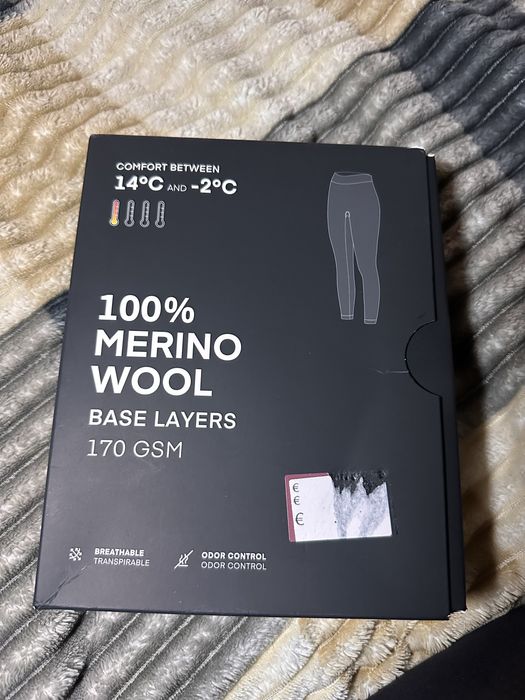 COMFORT BETWEEN
14°C AND -2°C
100%
MERINO
WOOL
BASE LAYERS
170 GSM
€
€
€
BREATHABLE
TRANSPIRABLE
ODOR CONTROL
ODOR CONTROL